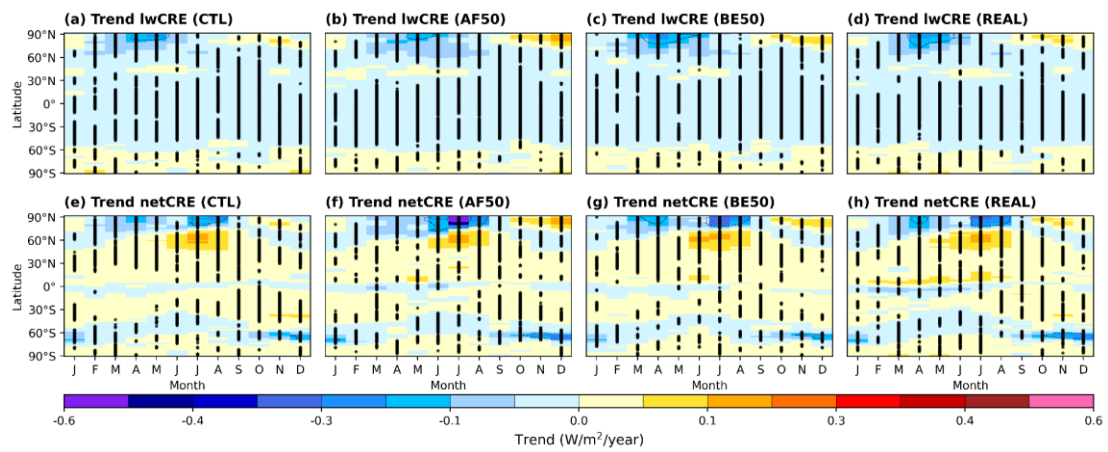 (a) Trend lwCRE (CTL)
(b) Trend lwCRE (AF50)
(c) Trend lwCRE (BE50)
(d) Trend lwCRE (REAL)
90°N
60°N
30°N
0°
30°S
60°S
90°S
Latitude
(e) Trend netCRE (CTL)
(f) Trend netCRE (AF50)
(g) Trend netCRE (BE50)
(h) Trend netCRE (REAL)
90°N
60°N
30°N
0°
30°S
60°S
90°S
Latitude
J F M A M J J A S O N D
J F M A M J J A S O N D
J F M A M J J A S O N D
J F M A M J J A S O N D
Month
Month
Month
Month
-0.6 -0.4 -0.3 -0.1 0.0 0.1 0.3 0.4 0.6
Trend (W/m²/year)